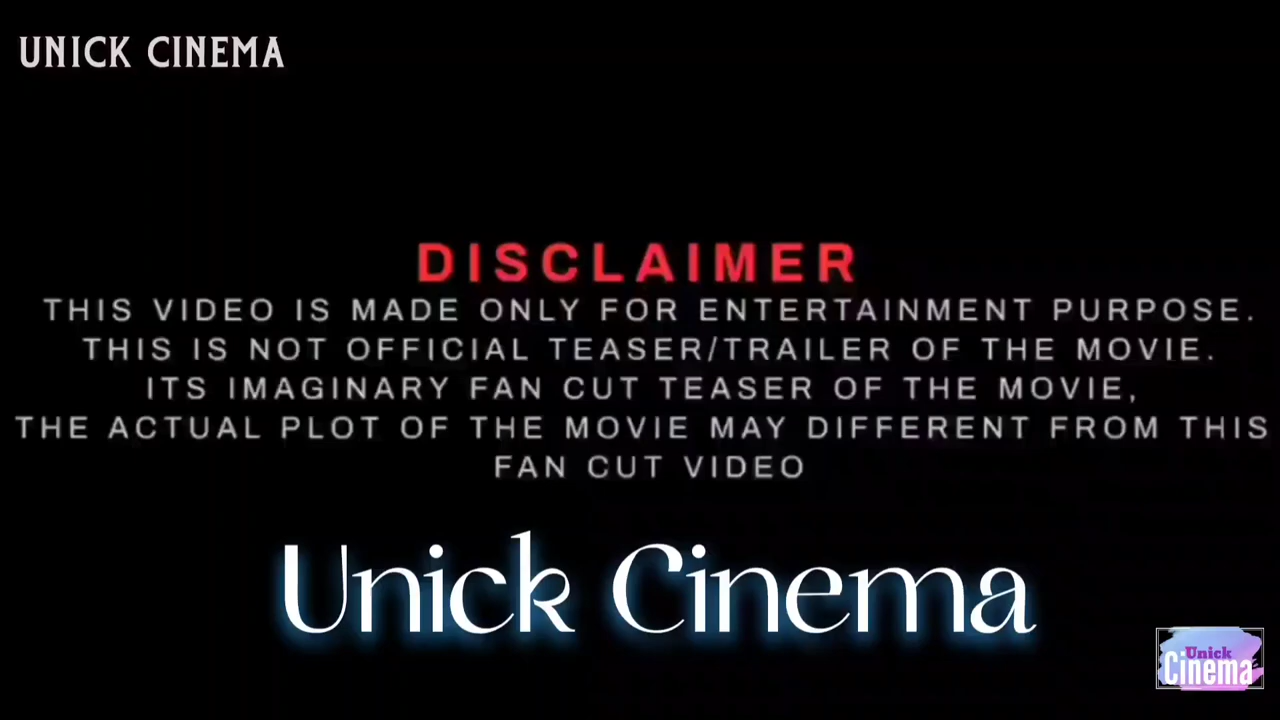 UNICK CINEMA
DISCLAIMER
THIS VIDEO IS MADE ONLY FOR ENTERTAINMENT PURPOSE.
THIS IS NOT OFFICIAL TEASER/TRAILER OF THE MOVIE.
ITS IMAGINARY FAN CUT TEASER OF THE MOVIE,
THE ACTUAL PLOT OF THE MOVIE MAY DIFFERENT FROM THIS
FAN CUT VIDEO
Unick Cinema
Unick
Cinema